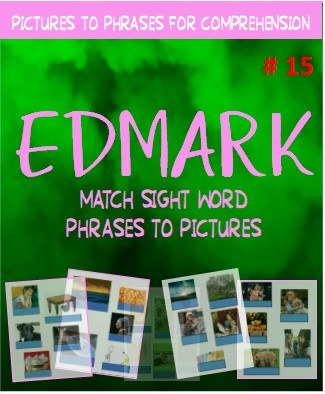 PICTURES TO PHRASES FOR COMPREHENSION
# 15
EDMARK
MATCH SIGHT WORD
PHRASES TO PICTURES